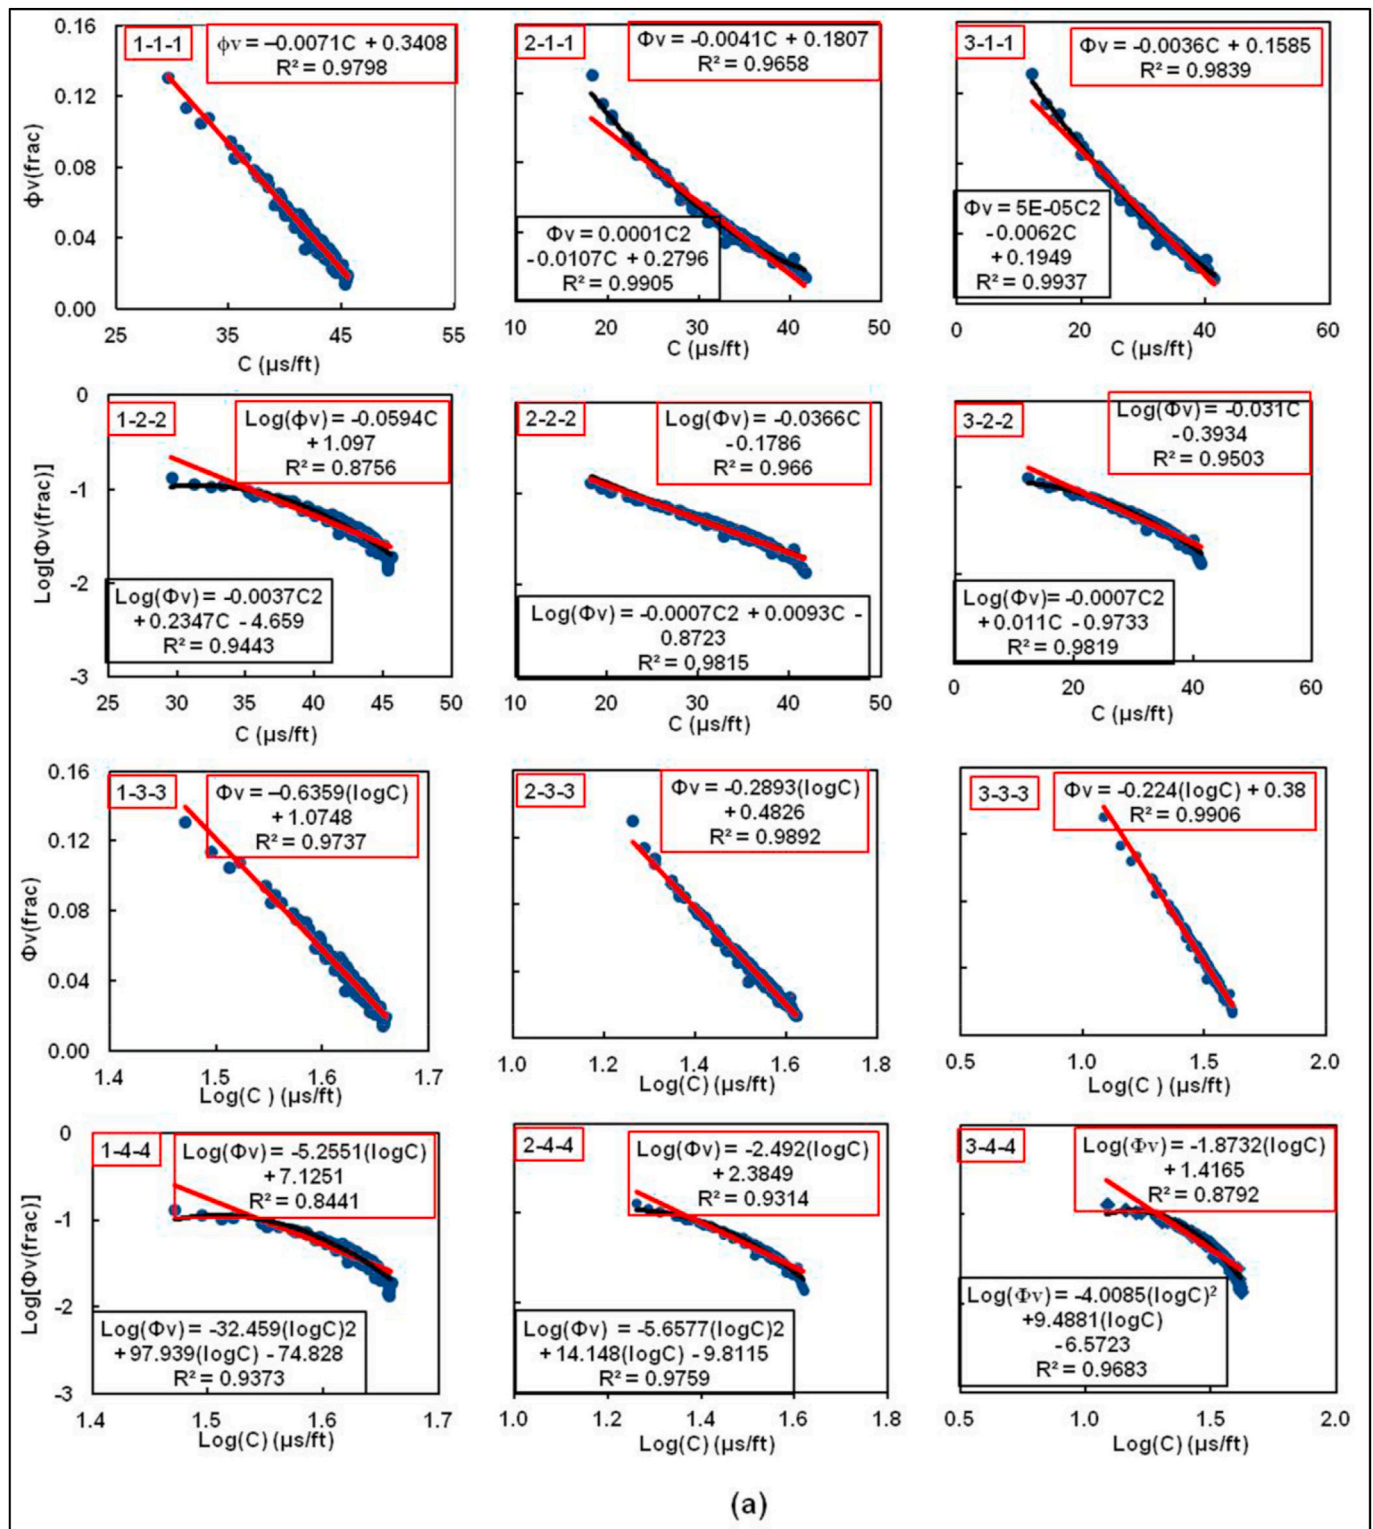 1-1-1
ϕv = –0.0071C + 0.3408
R² = 0.9798
0.16
0.12
0.08
0.04
0.00
ϕv(frac)
25 35 45 55
C (µs/ft)
2-1-1
Φv = -0.0041C + 0.1807
R² = 0.9658
Φv = 0.0001C2
-0.0107C + 0.2796
R² = 0.9905
10 20 30 40 50
C (µs/ft)
3-1-1
Φv = -0.0036C + 0.1585
R² = 0.9839
Φv = 5E-05C2
-0.0062C
+ 0.1949
R² = 0.9937
0 20 40 60
C (µs/ft)
1-2-2
Log(ϕv) = -0.0594C
+ 1.097
R² = 0.8756
Log(Φv) = -0.0037C2
+ 0.2347C - 4.659
R² = 0.9443
0
-1
-2
-3
Log[Φv(frac)]
25 30 35 40 45 50
C (µs/ft)
2-2-2
Log(Φv) = -0.0366C
-0.1786
R² = 0.966
Log(Φv) = -0.0007C2 + 0.0093C -
0.8723
R² = 0.9815
10 20 30 40 50
C (µs/ft)
3-2-2
Log(Φv) = -0.031C
-0.3934
R² = 0.9503
Log(Φv)= -0.0007C2
+ 0.011C - 0.9733
R² = 0.9819
0 20 40 60
C (µs/ft)
1-3-3
Φv = –0.6359(logC)
+ 1.0748
R² = 0.9737
0.16
0.12
0.08
0.04
0.00
Φv(frac)
1.4 1.5 1.6 1.7
Log(C ) (µs/ft)
2-3-3
Φv = -0.2893(logC)
+ 0.4826
R² = 0.9892
1.0 1.2 1.4 1.6 1.8
Log(C) (µs/ft)
3-3-3
Φv = -0.224(logC) + 0.38
R² = 0.9906
0.5 1.0 1.5 2.0
Log(C ) (µs/ft)
1-4-4
Log(Φv) = -5.2551(logC)
+ 7.1251
R² = 0.8441
Log(Φv) = -32.459(logC)2
+ 97.939(logC) - 74.828
R² = 0.9373
0
-1
-2
-3
Log[Φv(frac)]
1.4 1.5 1.6 1.7
Log(C) (µs/ft)
2-4-4
Log(Φv) = -2.492(logC)
+ 2.3849
R² = 0.9314
Log(Φv) = -5.6577(logC)2
+ 14.148(logC) - 9.8115
R² = 0.9759
1.0 1.2 1.4 1.6 1.8
Log(C) (µs/ft)
3-4-4
Log(Φv) = -1.8732(logC)
+ 1.4165
R² = 0.8792
Log(Φv) = -4.0085(logC)²
+9.4881(logC)
-6.5723
R² = 0.9683
0.5 1.0 1.5 2.0
Log(C) (µs/ft)
(a)